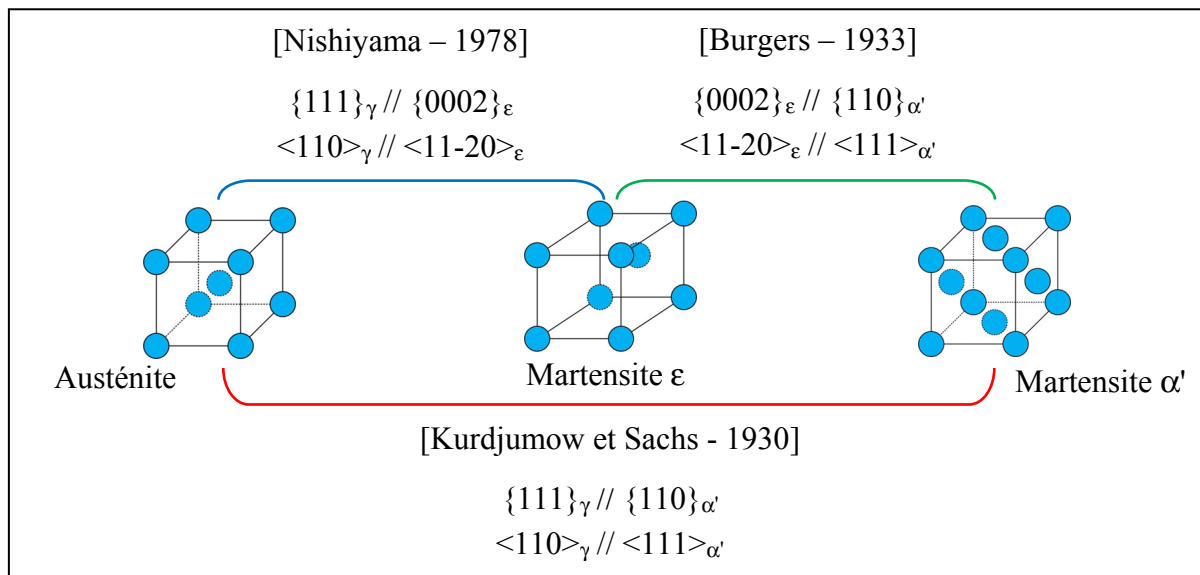 [Nishiyama – 1978]
[Burgers – 1933]
{111}γ // {0002}ε
{0002}ε // {110}α'
<110>γ // <11-20>ε
<11-20>ε // <111>α'
Austénite
Martensite ε
Martensite α'
[Kurdjumow et Sachs - 1930]
{111}γ // {110}α'
<110>γ // <111>α'